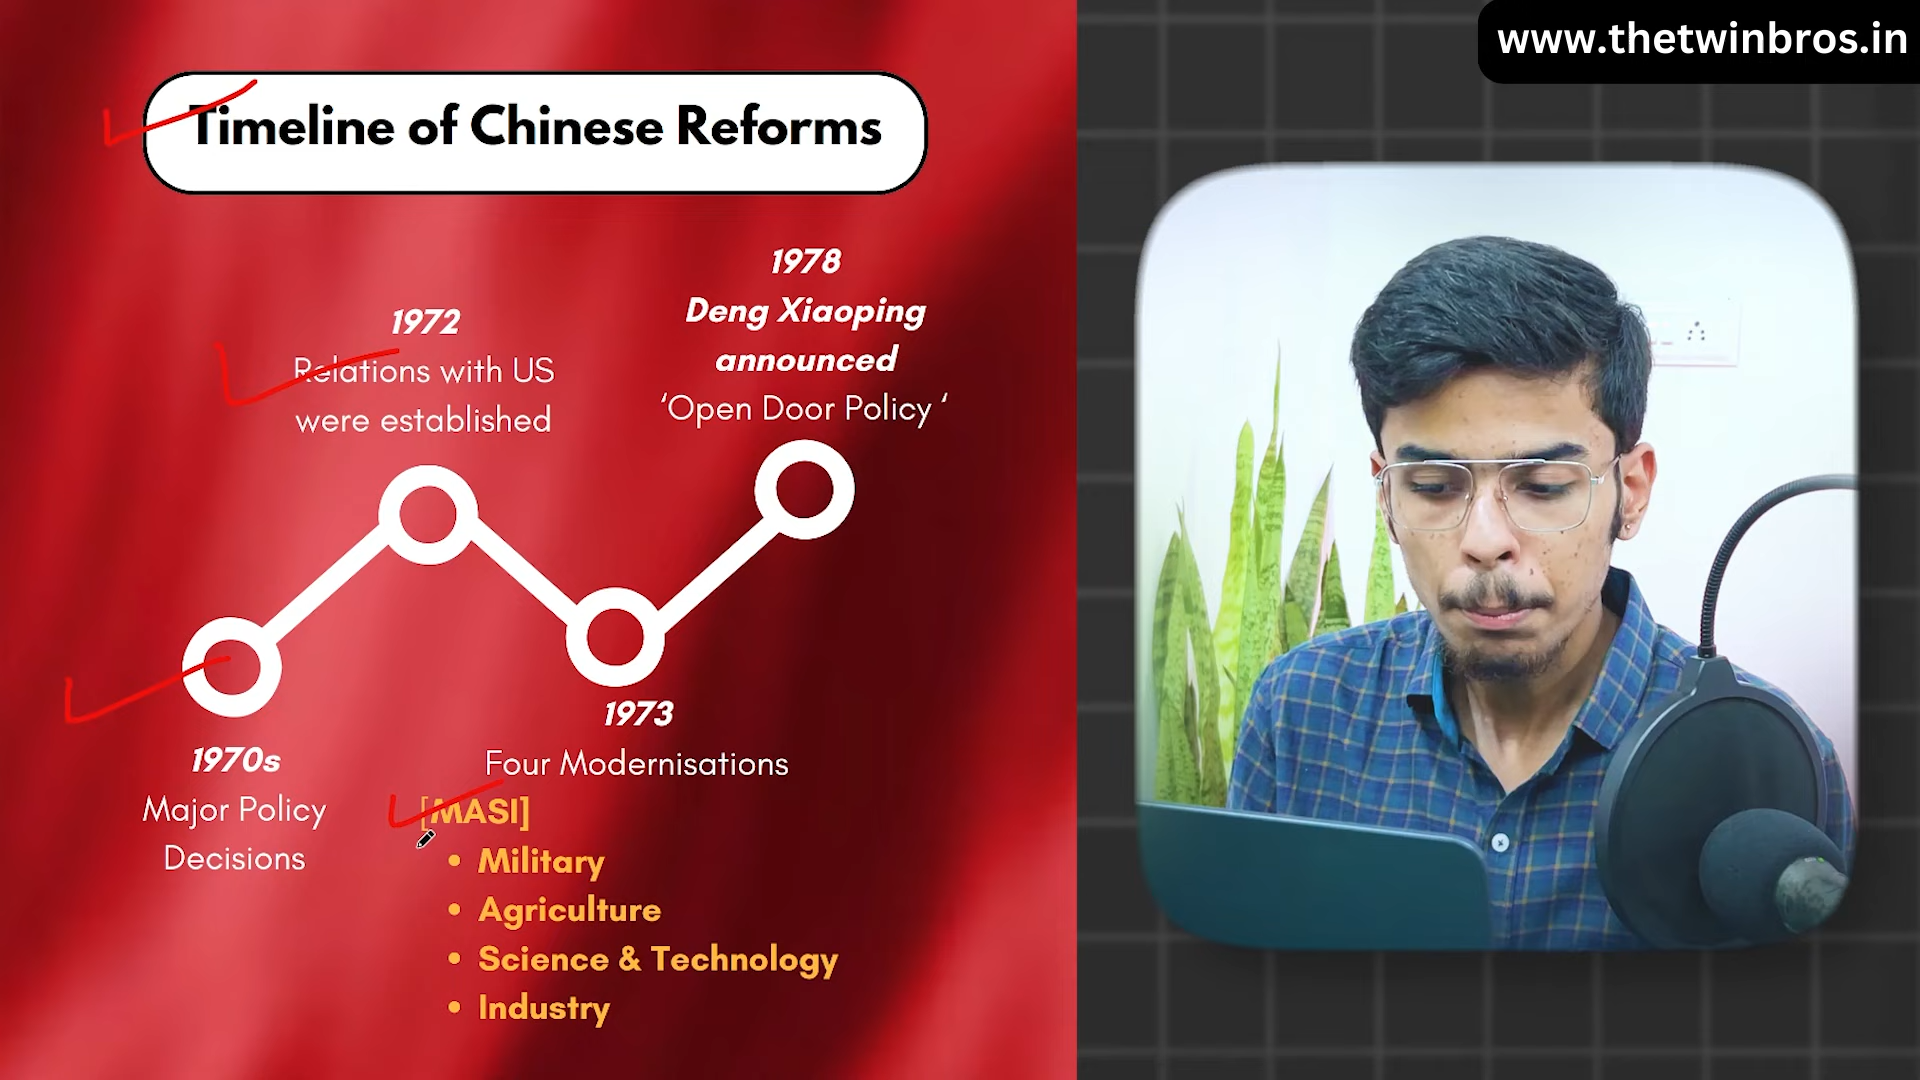 www.thetwinbros.in
Timeline of Chinese Reforms
1972
Relations with US
were established
1978
Deng Xiaoping
announced
‘Open Door Policy ‘
1970s
Major Policy
Decisions
1973
Four Modernisations
[MASI]
• Military
• Agriculture
• Science & Technology
• Industry